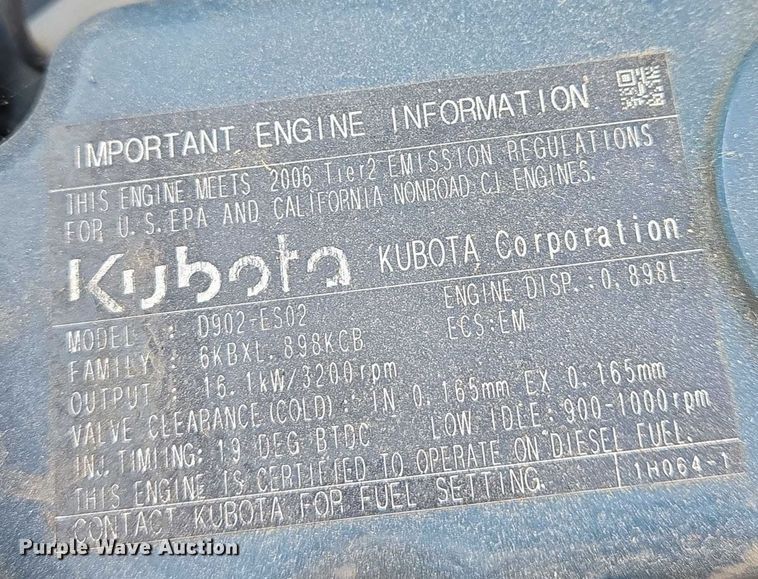 IMPORTANT ENGINE INFORMATION
THIS ENGINE MEETS 2006 Tier2 EMISSION REGULATIONS
FOR U.S.EPA AND CALIFORNIA NONROAD CI ENGINES.
Kubota KUBOTA Corporation
MODEL : D902-ES02 ENGINE DISP.:0.898L
FAMILY : 6KBXL.898KCB ECS:EM
OUTPUT : 16.1kW/3200rpm
VALVE CLEARANCE(COLD): IN 0.165mm EX 0.165mm
INJ.TIMIING: 19 DEG BTDC LOW IDLE: 900-1000rpm
THIS ENGINE IS CERTIFIED TO OPERATE ON DIESEL FUEL.
CONTACT KUBOTA FOR FUEL SETTING. 1H064-1
Purple Wave Auction